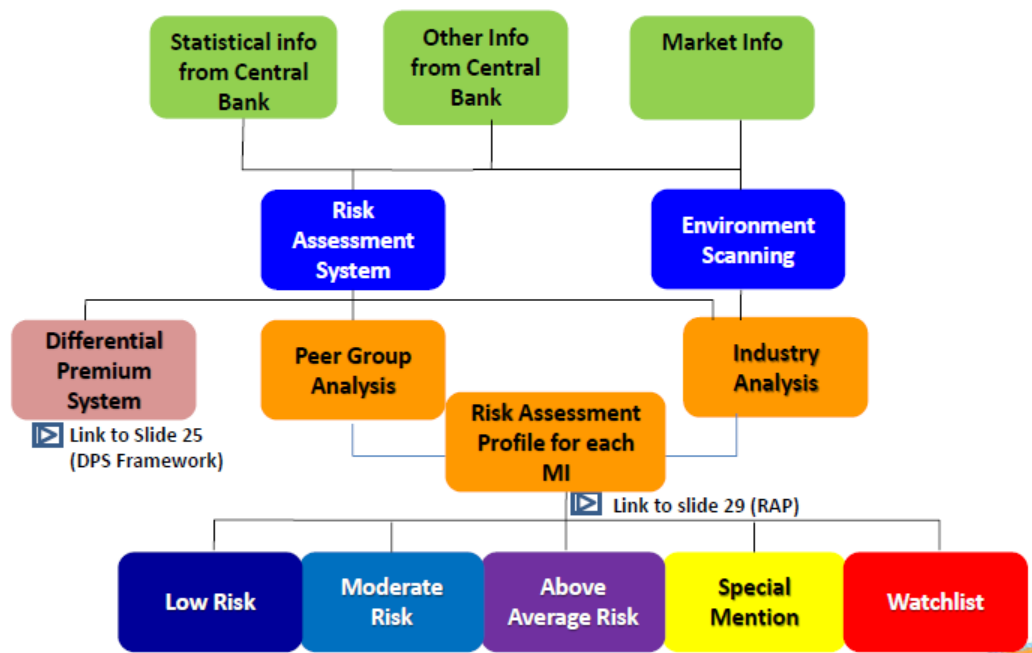 Statistical info
from Central
Bank
Other Info
from Central
Bank
Market Info
Risk
Assessment
System
Environment
Scanning
Differential
Premium
System
Peer Group
Analysis
Industry
Analysis
Risk Assessment
Profile for each
MI
Link to Slide 25
(DPS Framework)
Link to slide 29 (RAP)
Low Risk
Moderate
Risk
Above
Average Risk
Special
Mention
Watchlist